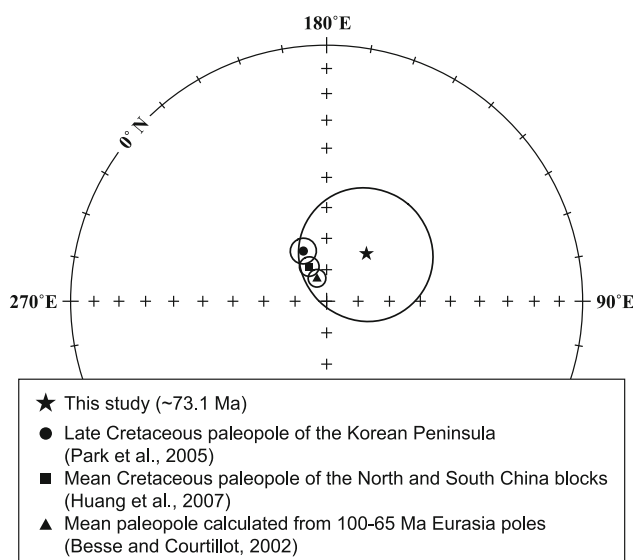 180°E
0° N
270°E
90°E
This study (~73.1 Ma)
Late Cretaceous paleopole of the Korean Peninsula
(Park et al., 2005)
Mean Cretaceous paleopole of the North and South China blocks
(Huang et al., 2007)
Mean paleopole calculated from 100-65 Ma Eurasia poles
(Besse and Courtillot, 2002)